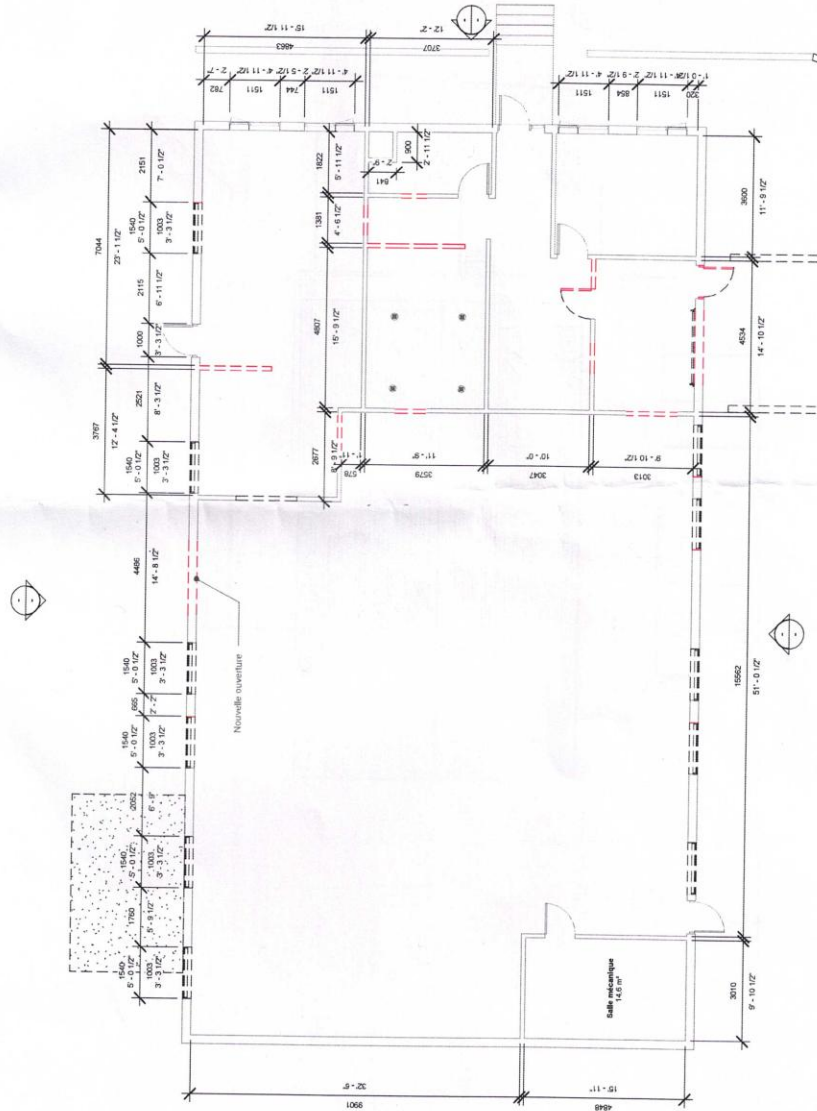 15' - 11 1/2"
4863
12' - 2"
3707
2' - 7"
782
4' - 11 1/2"
1511
2' - 5 1/2"
744
4' - 11 1/2"
1511
4' - 11 1/2"
1511
2' - 9 1/2"
854
4' - 11 1/2"
1511
320
7044
23' - 1 1/2"
3767
12' - 4 1/2"
2151
7' - 0 1/2"
1540
5' - 0 1/2"
1003
3' - 3 1/2"
2115
6' - 11 1/2"
1000
3' - 3 1/2"
2521
8' - 3 1/2"
1540
5' - 0 1/2"
1003
3' - 3 1/2"
4486
14' - 8 1/2"
1540
5' - 0 1/2"
1003
3' - 3 1/2"
665
2' - 2"
1540
5' - 0 1/2"
1003
3' - 3 1/2"
2052
6' - 9"
1540
5' - 0 1/2"
1003
3' - 3 1/2"
1760
5' - 9 1/2"
1540
5' - 0 1/2"
1003
3' - 3 1/2"
1822
5' - 11 1/2"
1381
4' - 6 1/2"
4807
15' - 9 1/2"
2677
8' - 9 1/2"
900
2' - 11 1/2"
2' - 9"
841
1' - 11"
578
11' - 9"
3579
10' - 0"
3047
9' - 10 1/2"
3013
3600
11' - 9 1/2"
4534
14' - 10 1/2"
15562
51' - 0 1/2"
3010
9' - 10 1/2"
Nouvelle ouverture
Salle mécanique
14,6 m²
32' - 6"
9901
15' - 11"
4848